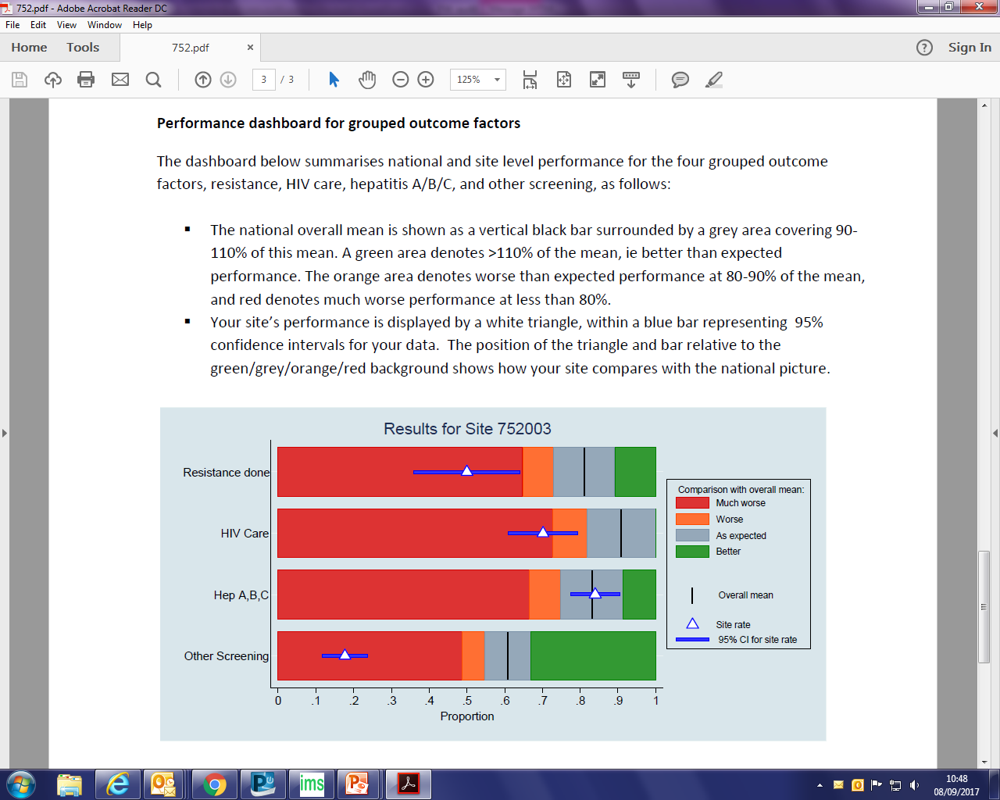 752.pdf - Adobe Acrobat Reader DC
File Edit View Window Help
Home Tools 752.pdf × ? Sign In
3 / 3 125%
Performance dashboard for grouped outcome factors
The dashboard below summarises national and site level performance for the four grouped outcome
factors, resistance, HIV care, hepatitis A/B/C, and other screening, as follows:
▪ The national overall mean is shown as a vertical black bar surrounded by a grey area covering 90-
110% of this mean. A green area denotes >110% of the mean, ie better than expected
performance. The orange area denotes worse than expected performance at 80-90% of the mean,
and red denotes much worse performance at less than 80%.
▪ Your site’s performance is displayed by a white triangle, within a blue bar representing 95%
confidence intervals for your data. The position of the triangle and bar relative to the
green/grey/orange/red background shows how your site compares with the national picture.
Results for Site 752003
Resistance done
HIV Care
Hep A,B,C
Other Screening
0 .1 .2 .3 .4 .5 .6 .7 .8 .9 1
Proportion
Comparison with overall mean:
Much worse
Worse
As expected
Better
Overall mean
Site rate
95% CI for site rate
ims
10:48
08/09/2017